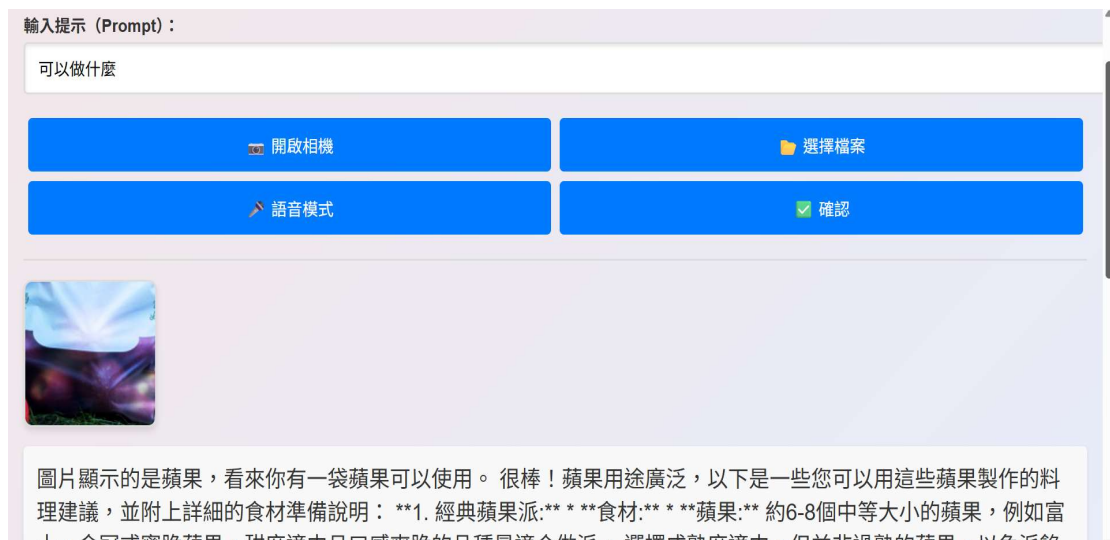 輸入提示（Prompt）：
可以做什麼
開啟相機
選擇檔案
語音模式
確認
圖片顯示的是蘋果，看來你有一袋蘋果可以使用。 很棒！蘋果用途廣泛，以下是一些您可以用這些蘋果製作的料
理建議，並附上詳細的食材準備說明： **1. 經典蘋果派:** * **食材:** * **蘋果:** 約6-8個中等大小的蘋果，例如富